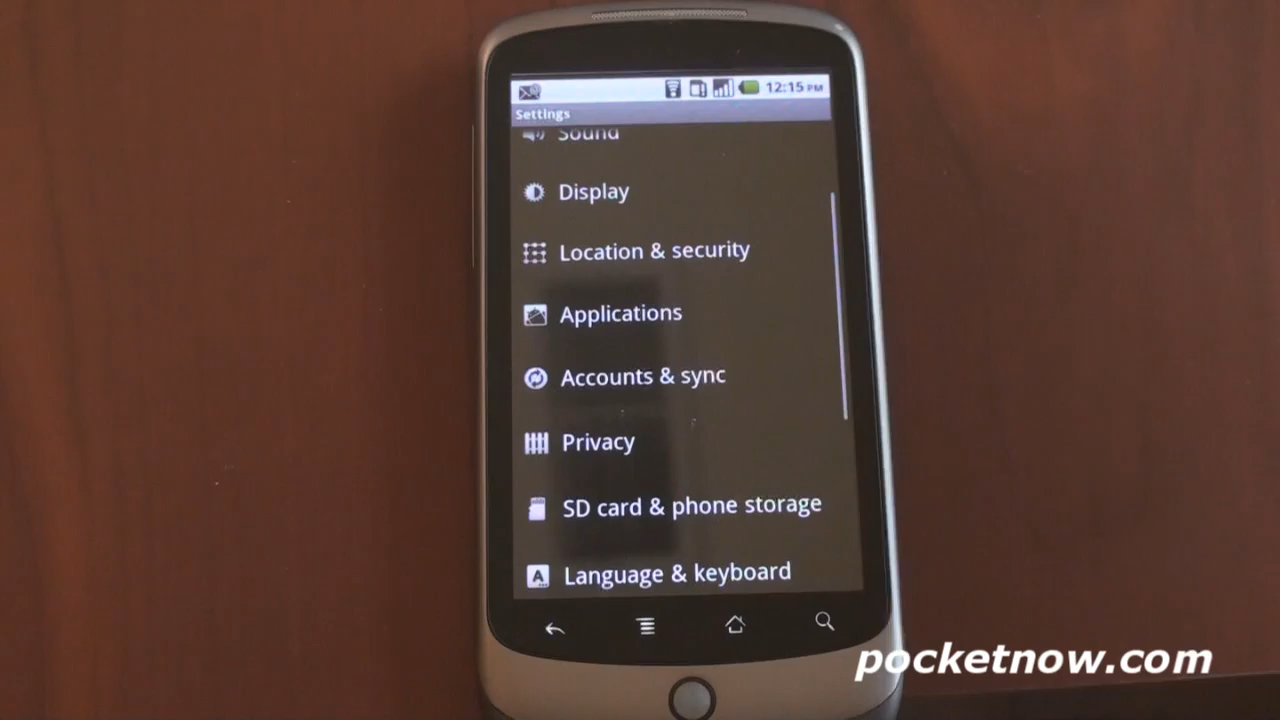 12:15 PM
Settings
Sound
Display
Location & security
Applications
Accounts & sync
Privacy
SD card & phone storage
Language & keyboard
pocketnow.com